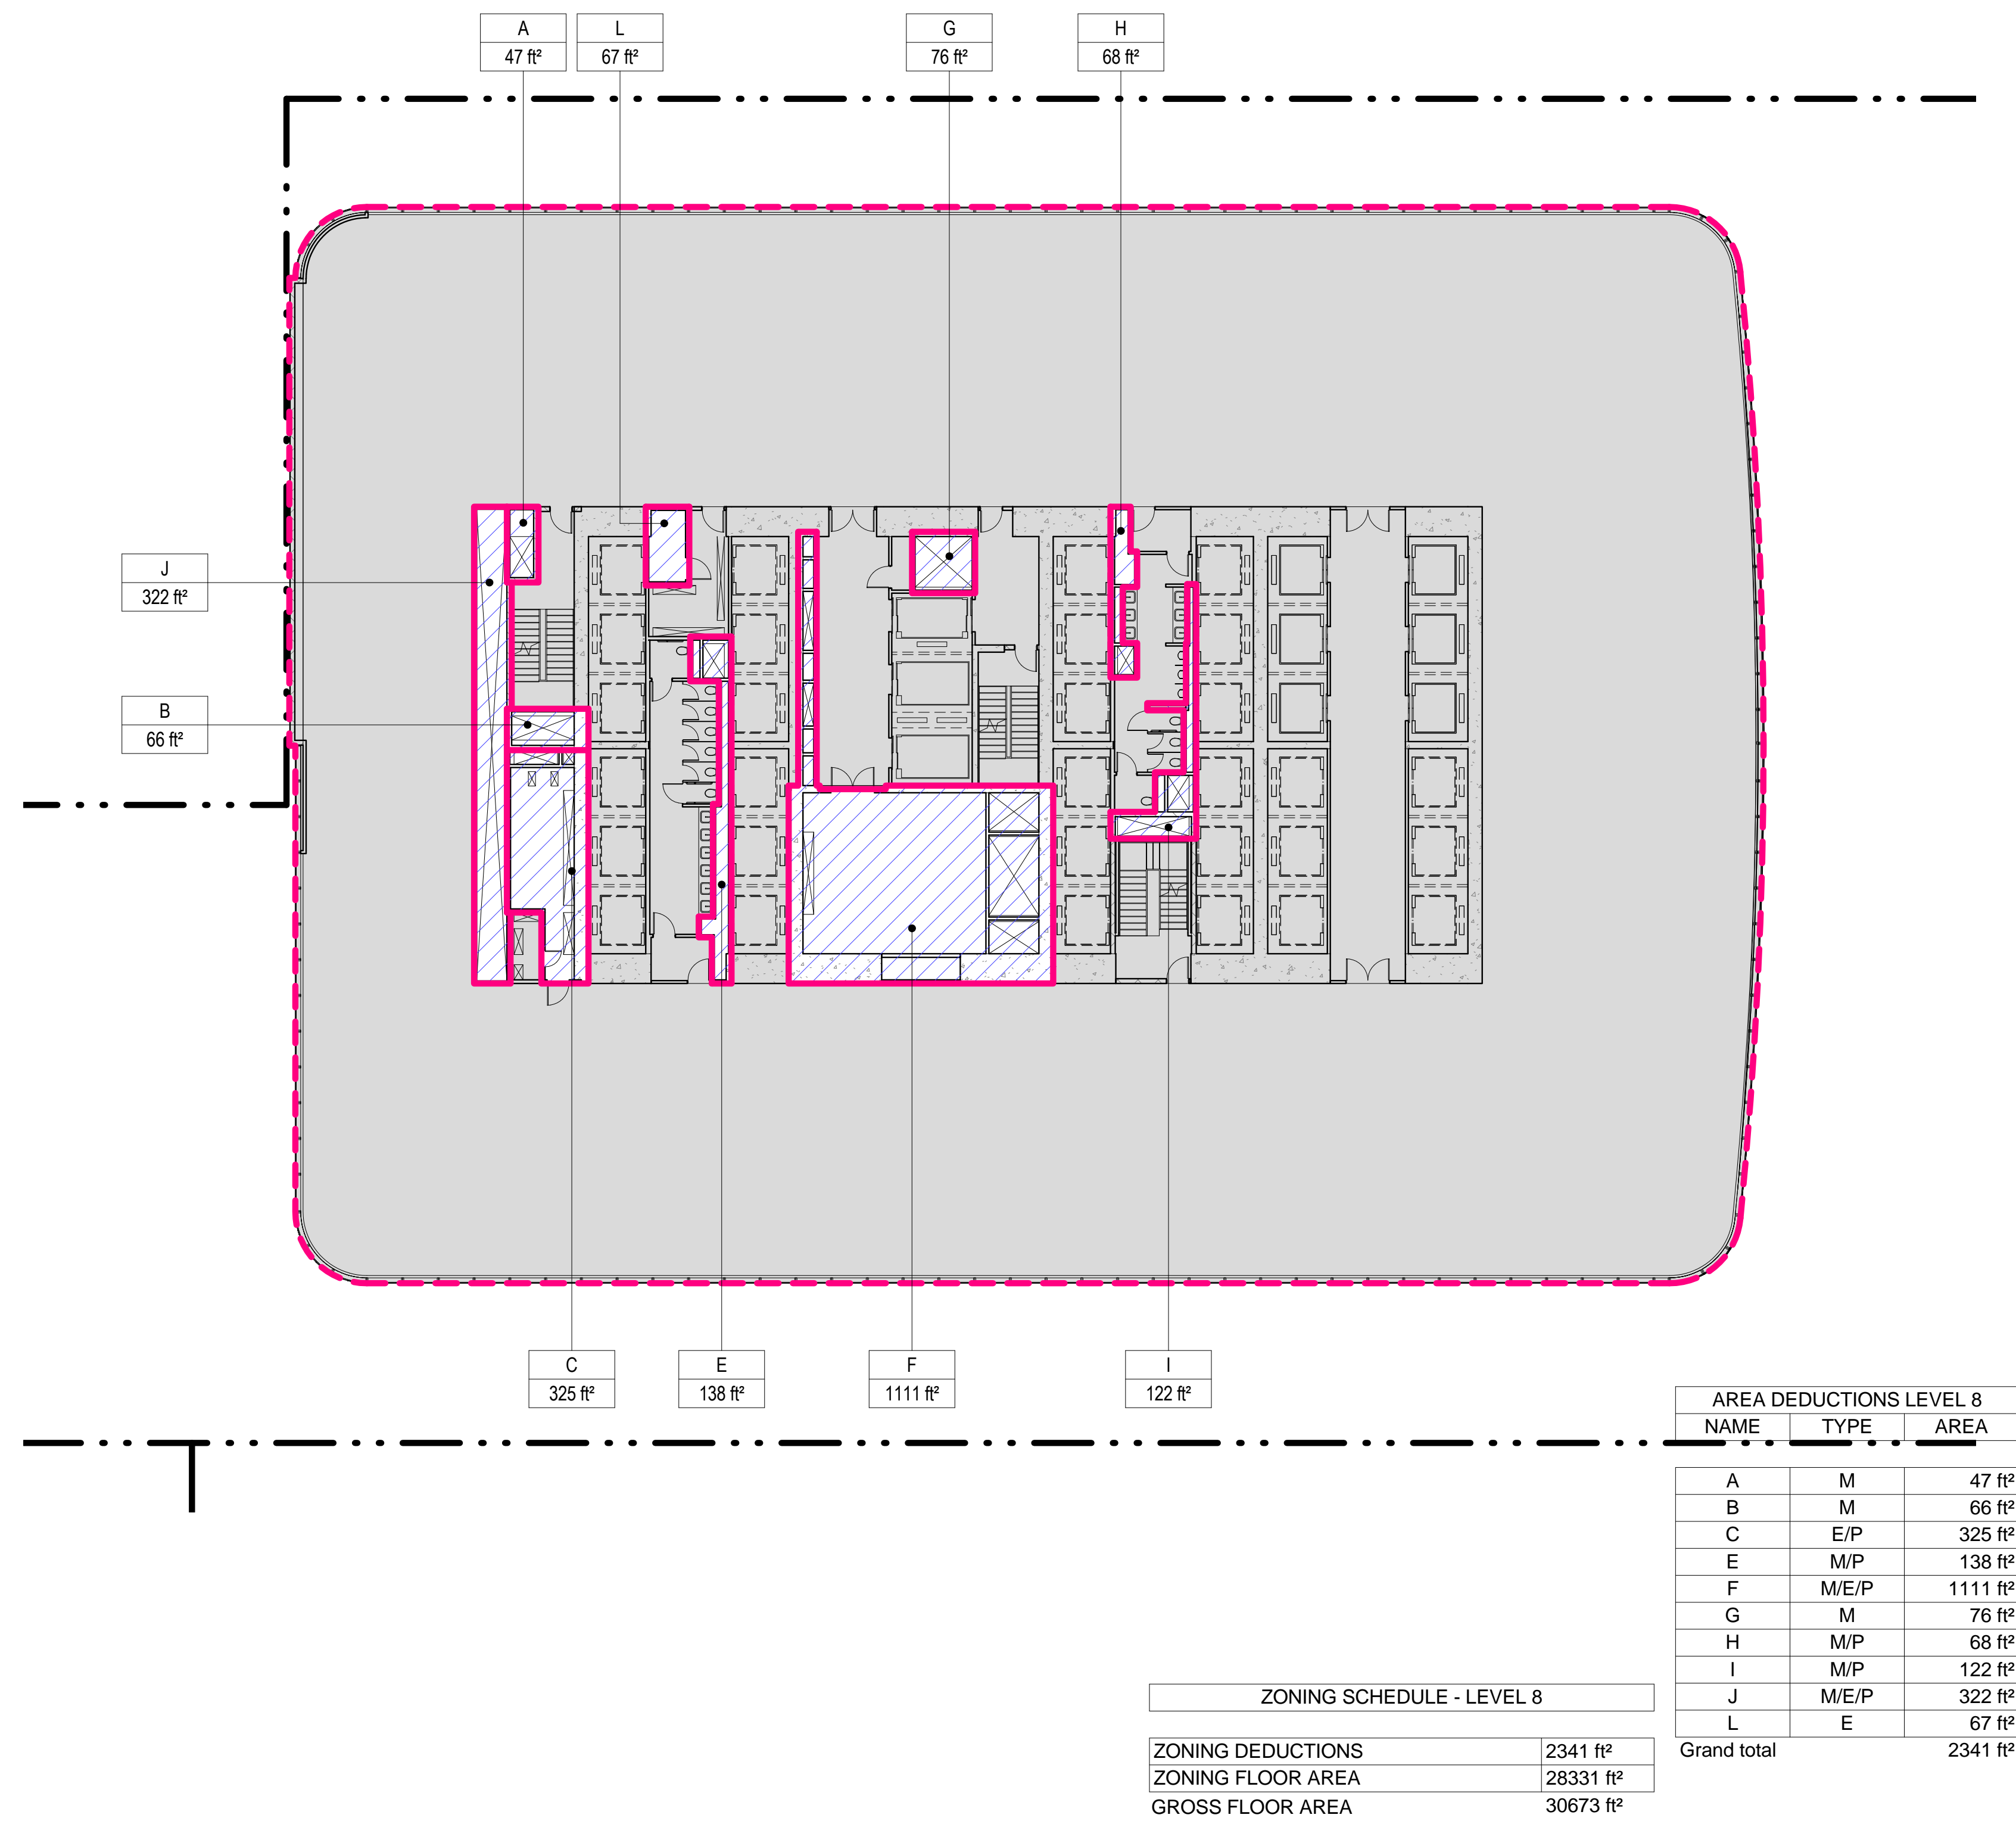 A L G H
47 ft² 67 ft² 76 ft² 68 ft²
J
322 ft²
B
66 ft²
C E F I
325 ft² 138 ft² 1111 ft² 122 ft²
AREA DEDUCTIONS LEVEL 8
NAME TYPE AREA
A M 47 ft²
B M 66 ft²
C E/P 325 ft²
E M/P 138 ft²
F M/E/P 1111 ft²
G M 76 ft²
H M/P 68 ft²
I M/P 122 ft²
J M/E/P 322 ft²
L E 67 ft²
Grand total 2341 ft²
ZONING SCHEDULE - LEVEL 8
ZONING DEDUCTIONS 2341 ft²
ZONING FLOOR AREA 28331 ft²
GROSS FLOOR AREA 30673 ft²